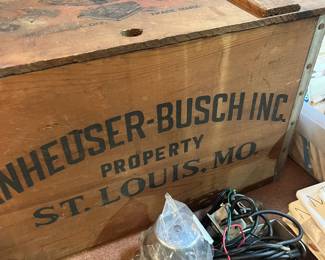 NHEUSER-BUSCH INC.
PROPERTY
ST. LOUIS, MO.